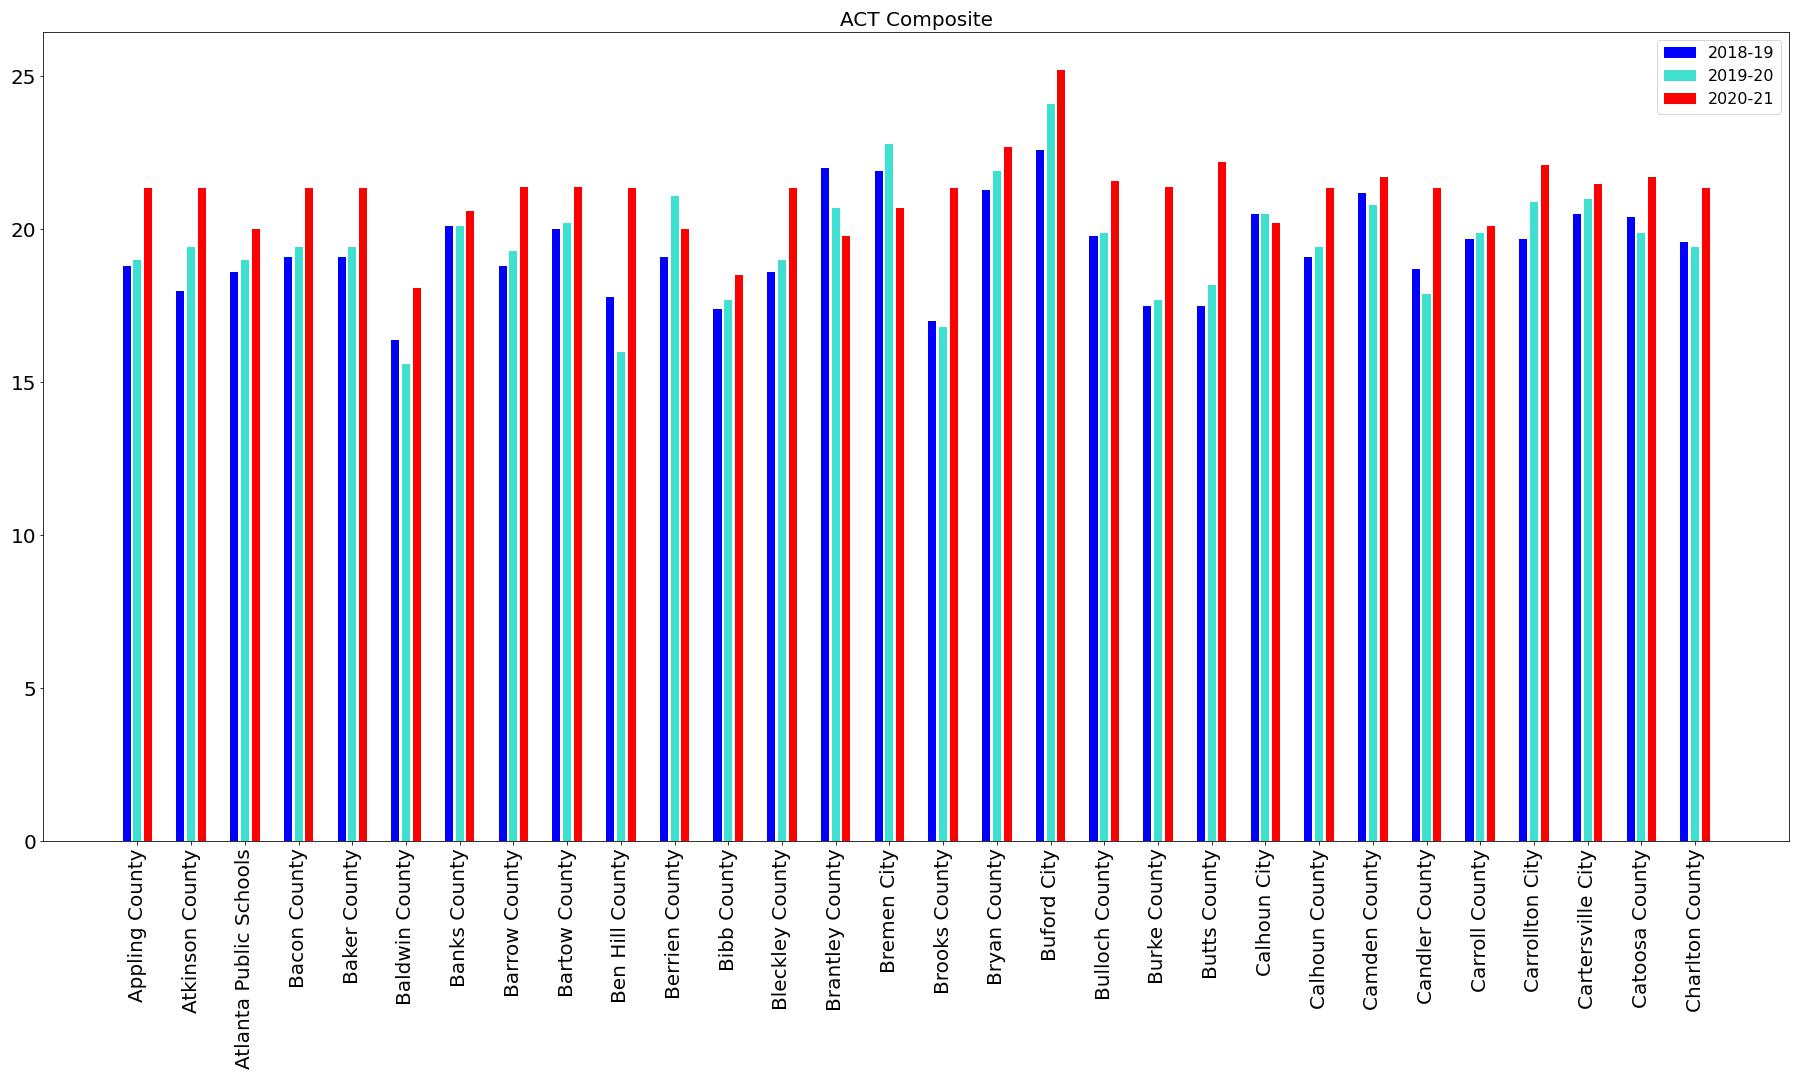 ACT Composite
2018-19
2019-20
2020-21
25
20
15
10
5
0
Appling County
Atkinson County
Atlanta Public Schools
Bacon County
Baker County
Baldwin County
Banks County
Barrow County
Bartow County
Ben Hill County
Berrien County
Bibb County
Bleckley County
Brantley County
Bremen City
Brooks County
Bryan County
Buford City
Bulloch County
Burke County
Butts County
Calhoun City
Calhoun County
Camden County
Candler County
Carroll County
Carrollton City
Cartersville City
Catoosa County
Charlton County